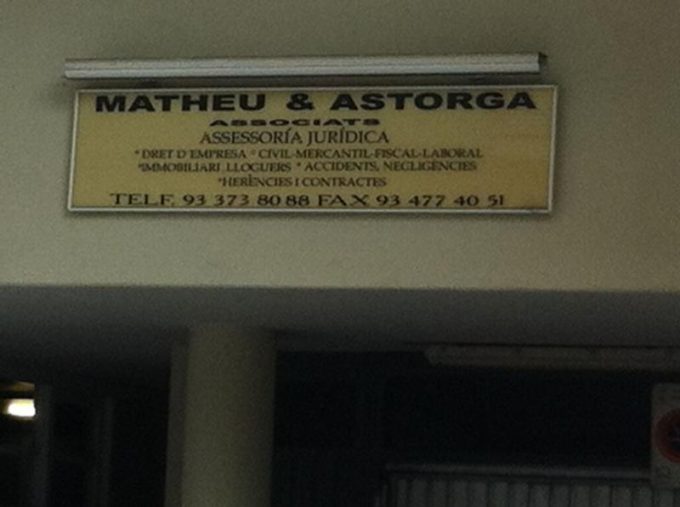 MATHEU & ASTORGA
ASSOCIATS
ASSESSORÍA JURÍDICA
*DRET D'EMPRESA * CIVIL-MERCANTIL-FISCAL-LABORAL
*IMMOBILIARI, LLOGUERS * ACCIDENTS, NEGLIGENCIES
*HERÈNCIES I CONTRACTES
TELF. 93 373 80 88 FAX 93 477 40 51